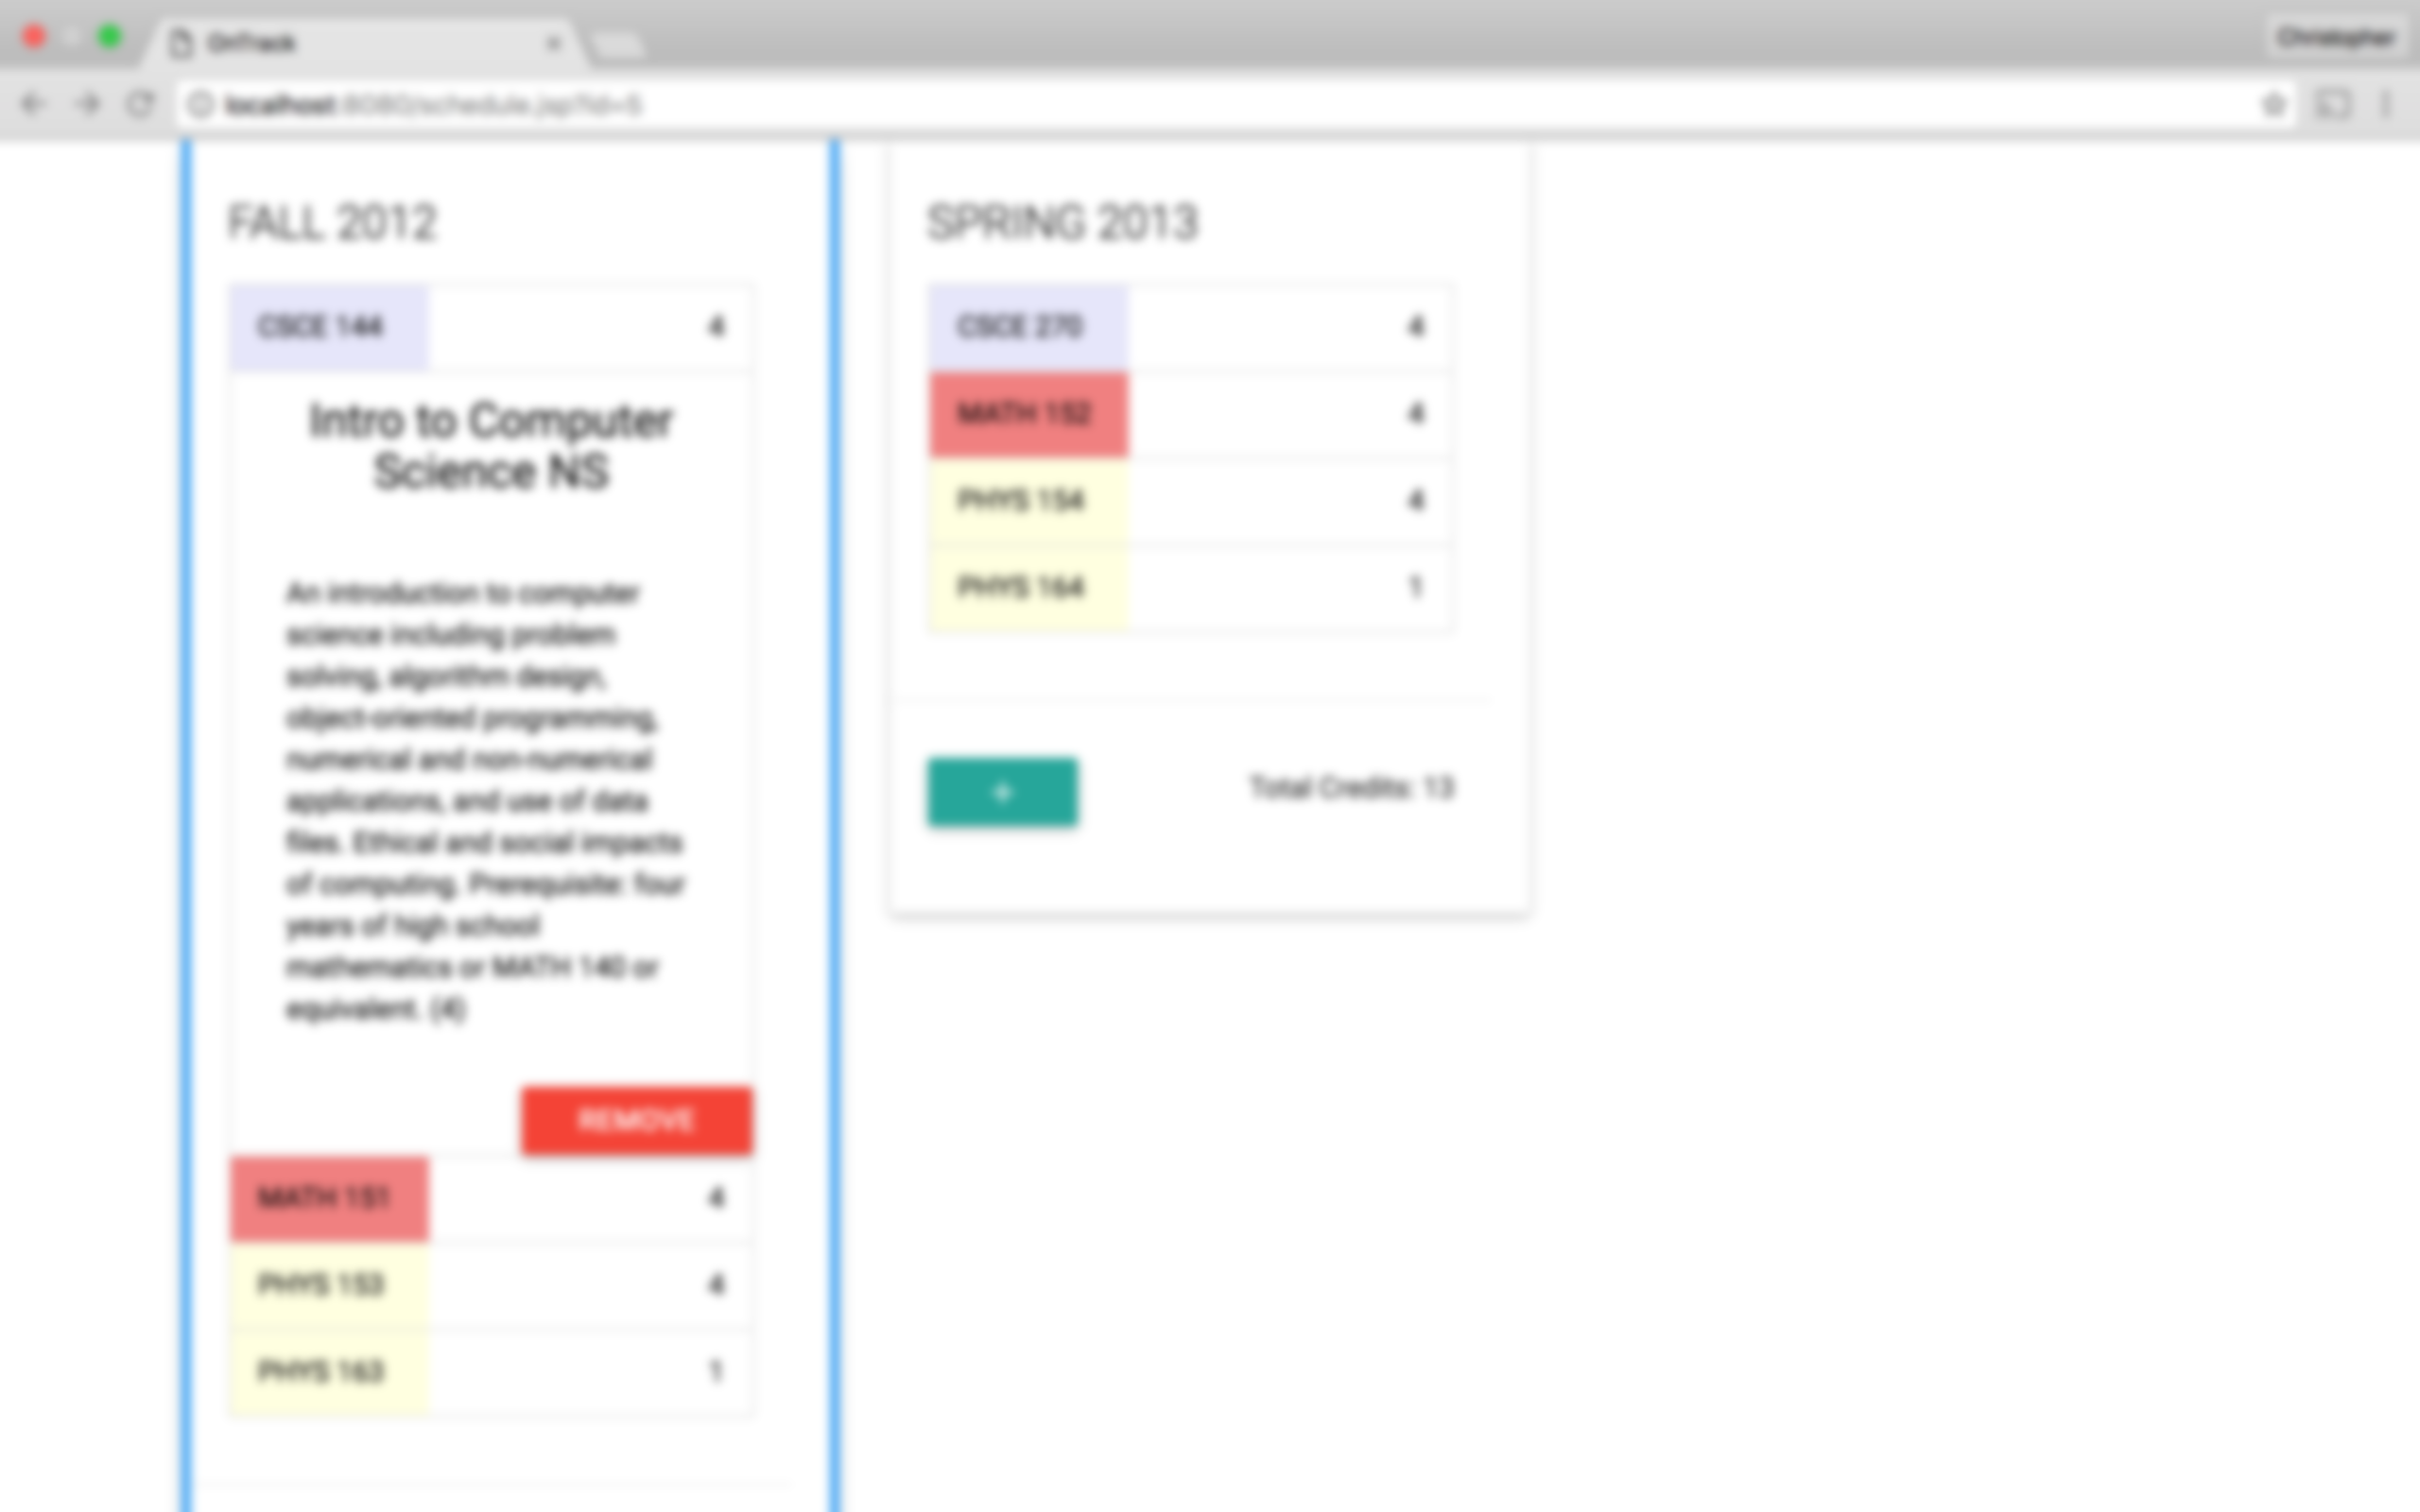 OnTrack
Christopher
localhost:8080/schedule.jsp?id=5
FALL 2012
CSCE 144 4
Intro to Computer
Science NS
An introduction to computer
science including problem
solving, algorithm design,
object-oriented programming,
numerical and non-numerical
applications, and use of data
files. Ethical and social impacts
of computing. Prerequisite: four
years of high school
mathematics or MATH 140 or
equivalent. (4)
REMOVE
MATH 151 4
PHYS 153 4
PHYS 163 1
SPRING 2013
CSCE 270 4
MATH 152 4
PHYS 154 4
PHYS 164 1
+
Total Credits: 13